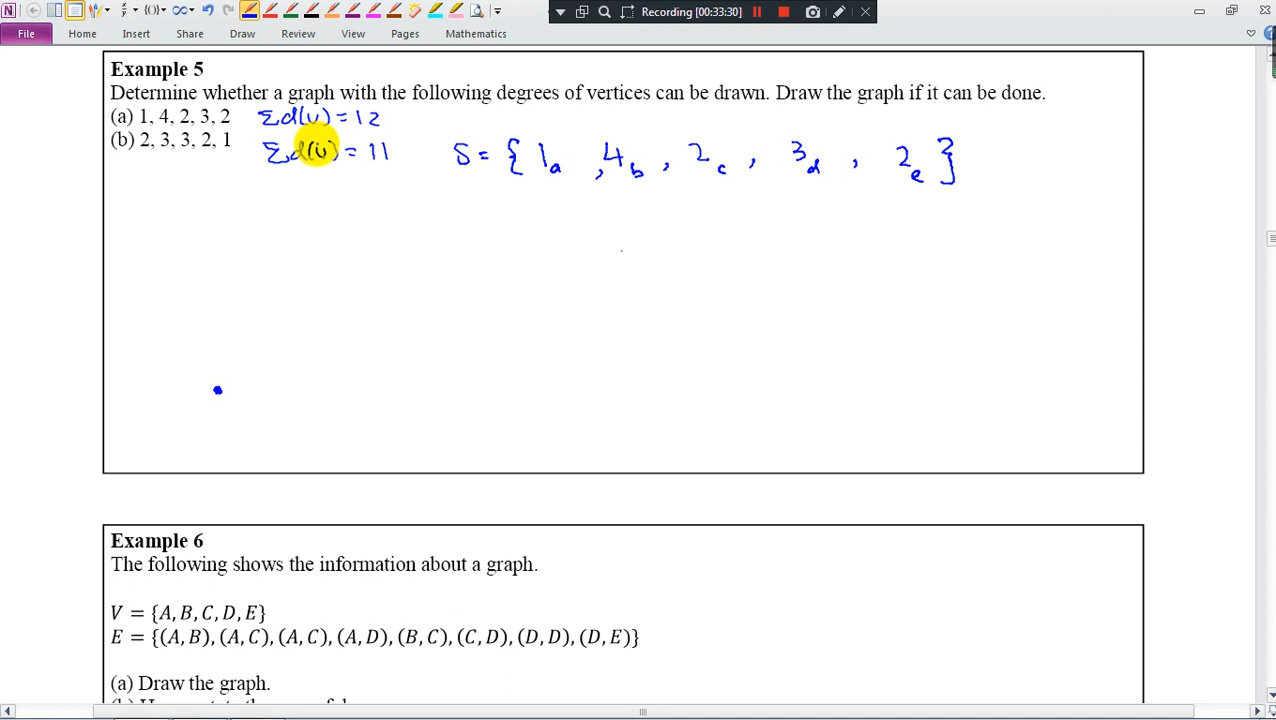 Recording [00:33:30]
File Home Insert Share Draw Review Pages Mathematics
Example 5
Determine whether a graph with the following degrees of vertices can be drawn. Draw the graph if it can be done.
(a) 1, 4, 2, 3, 2 Σd(v) = 12
(b) 2, 3, 3, 2, 1 Σd(v) = 11 S = { 1a , 4b , 2c , 3d , 2e }
Example 6
The following shows the information about a graph.
V = {A, B, C, D, E}
E = {(A, B), (A, C), (A, C), (A, D), (B, C), (C, D), (D, D), (D, E)}
(a) Draw the graph.